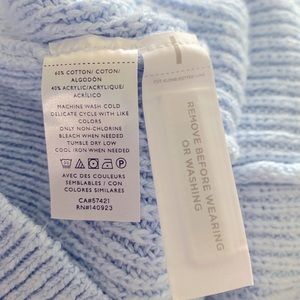 60% COTTON/ COTON/
ALGODÓN
40% ACRYLIC/ACRYLIQUE/
ACRÍLICO
MACHINE WASH COLD
DELICATE CYCLE WITH LIKE
COLORS
ONLY NON-CHLORINE
BLEACH WHEN NEEDED
TUMBLE DRY LOW
COOL IRON WHEN NEEDED
AVEC DES COULEURS
SEMBLABLES / CON
COLORES SIMILARES
CA#57421
RN#140923
REMOVE BEFORE WEARING
OR WASHING